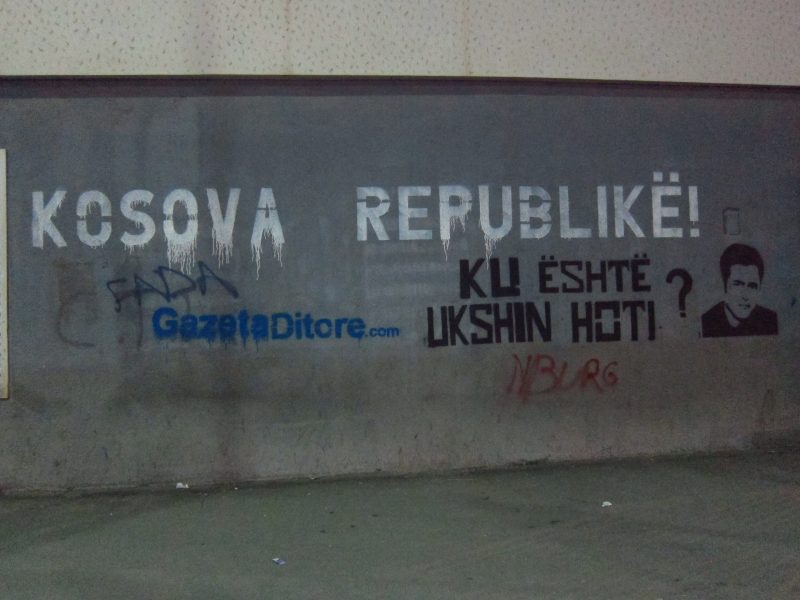 KOSOVA REPUBLIKË!
KU ËSHTË
UKSHIN HOTI ?
FADA
GazetaDitore.com
NBURG